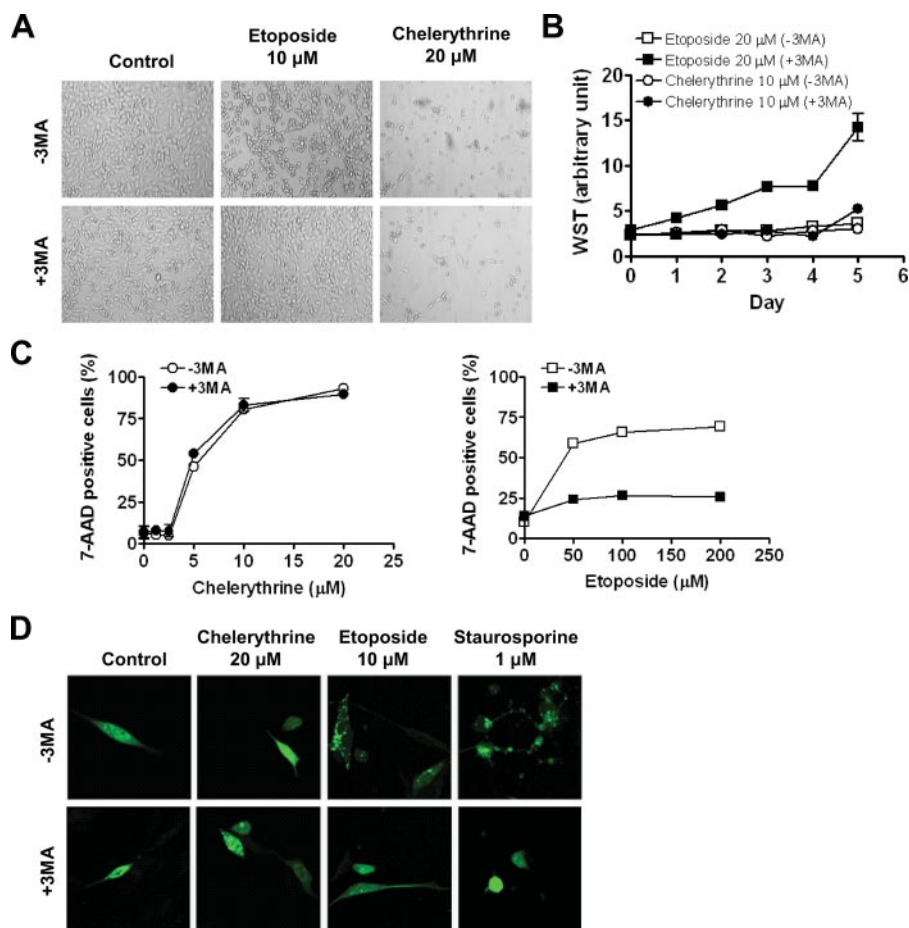 A
Control
Etoposide
10 µM
Chelerythrine
20 µM
-3MA
+3MA
B
Etoposide 20 µM (-3MA)
Etoposide 20 µM (+3MA)
Chelerythrine 10 µM (-3MA)
Chelerythrine 10 µM (+3MA)
WST (arbitrary unit)
20
15
10
5
0
0 1 2 3 4 5 6
Day
C
-3MA
+3MA
7-AAD positive cells (%)
100
75
50
25
0
0 5 10 15 20 25
Chelerythrine (µM)
-3MA
+3MA
7-AAD positive cells (%)
100
75
50
25
0
0 50 100 150 200 250
Etoposide (µM)
D
Control
Chelerythrine
20 µM
Etoposide
10 µM
Staurosporine
1 µM
-3MA
+3MA